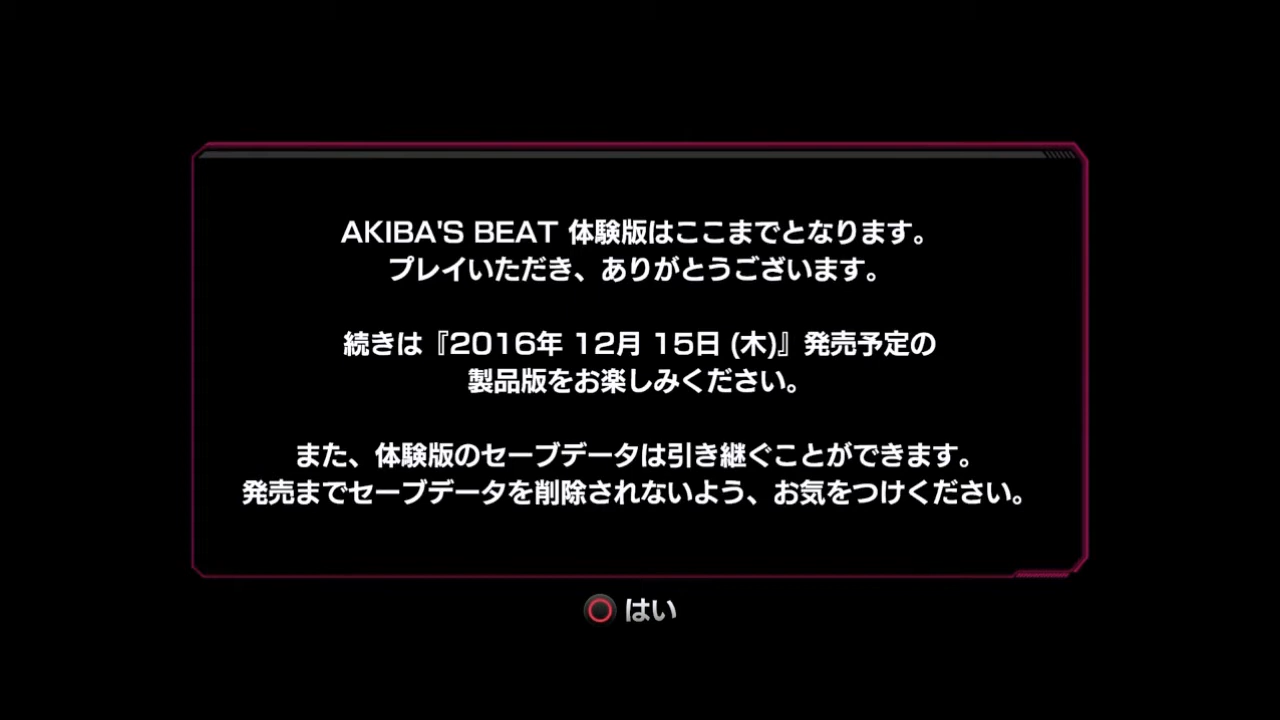 AKIBA'S BEAT 体験版はここまでとなります。
プレイいただき、ありがとうございます。
続きは『2016年 12月 15日 (木)』発売予定の
製品版をお楽しみください。
また、体験版のセーブデータは引き継ぐことができます。
発売までセーブデータを削除されないよう、お気をつけください。
はい